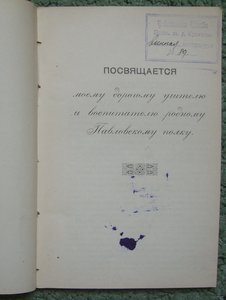 ПОСВЯЩАЕТСЯ
моему дорогому учителю
и воспитателю родному
Павловскому полку.